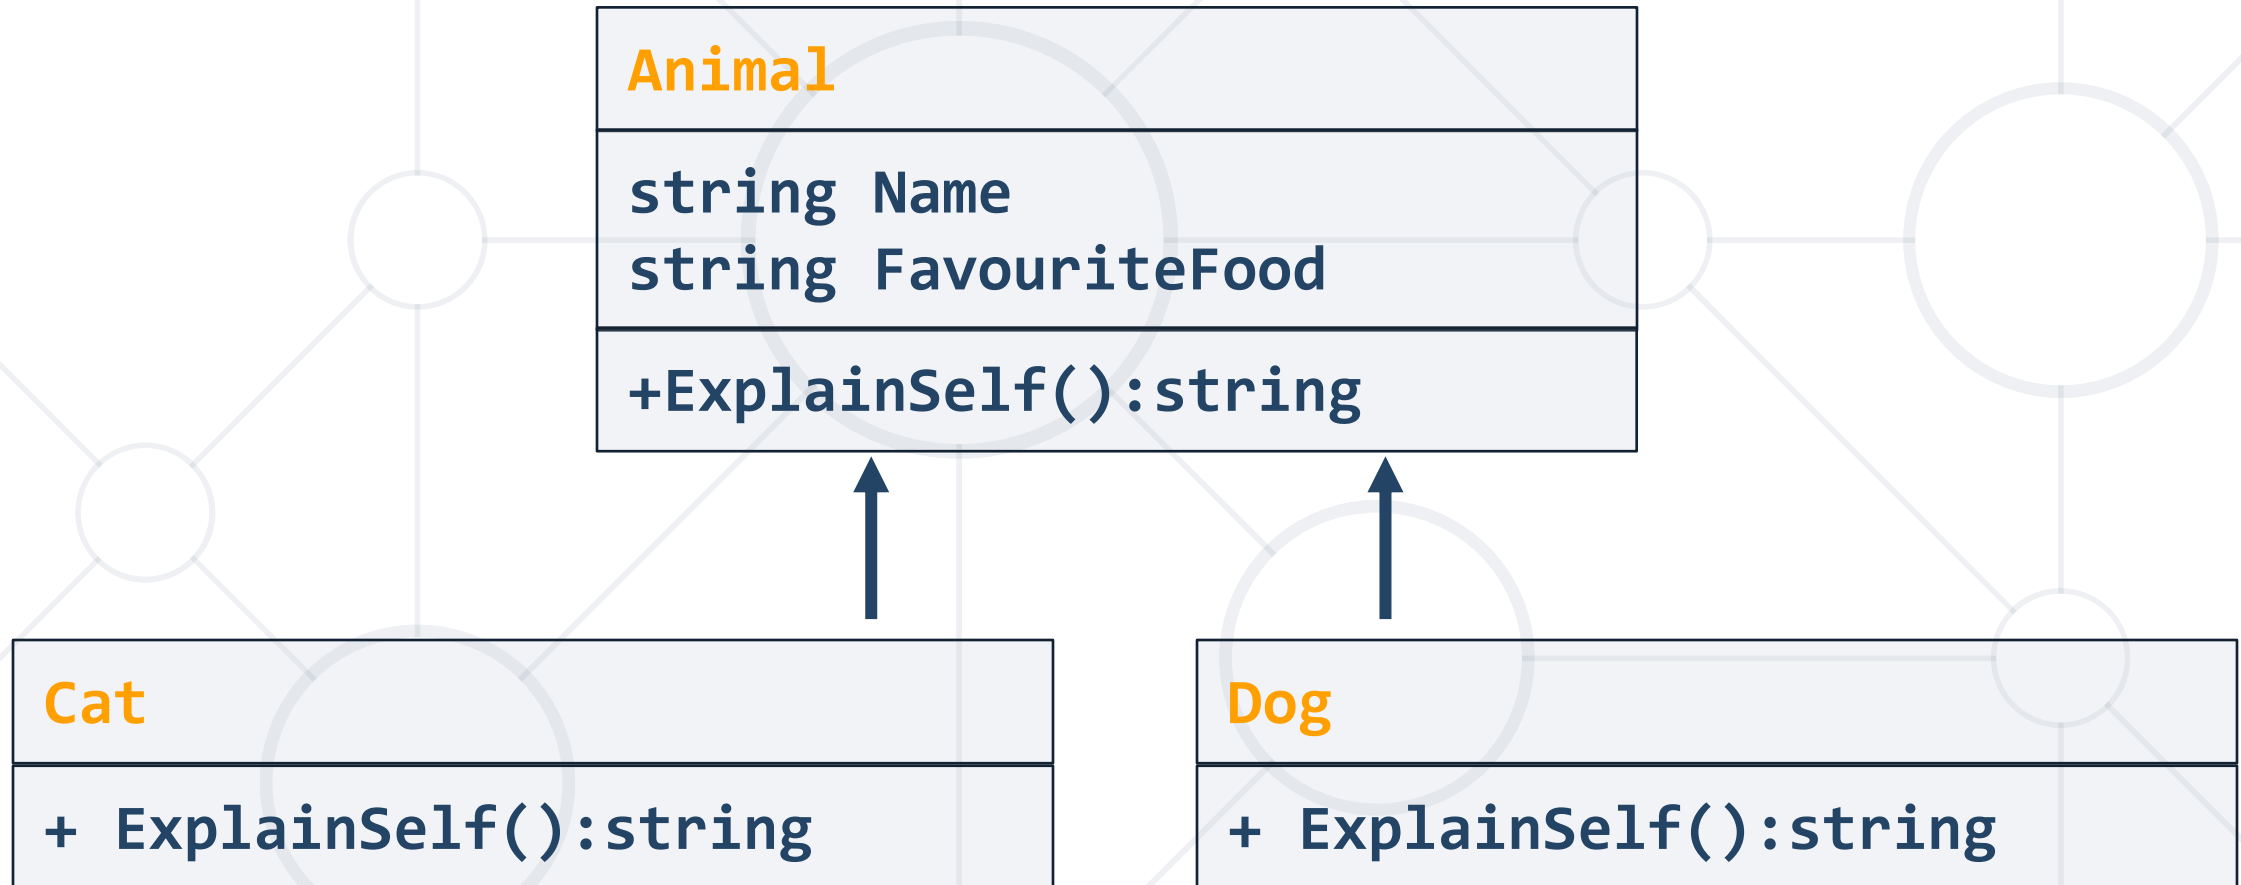 Animal
string Name
string FavouriteFood
+ExplainSelf():string
Cat
+ ExplainSelf():string
Dog
+ ExplainSelf():string